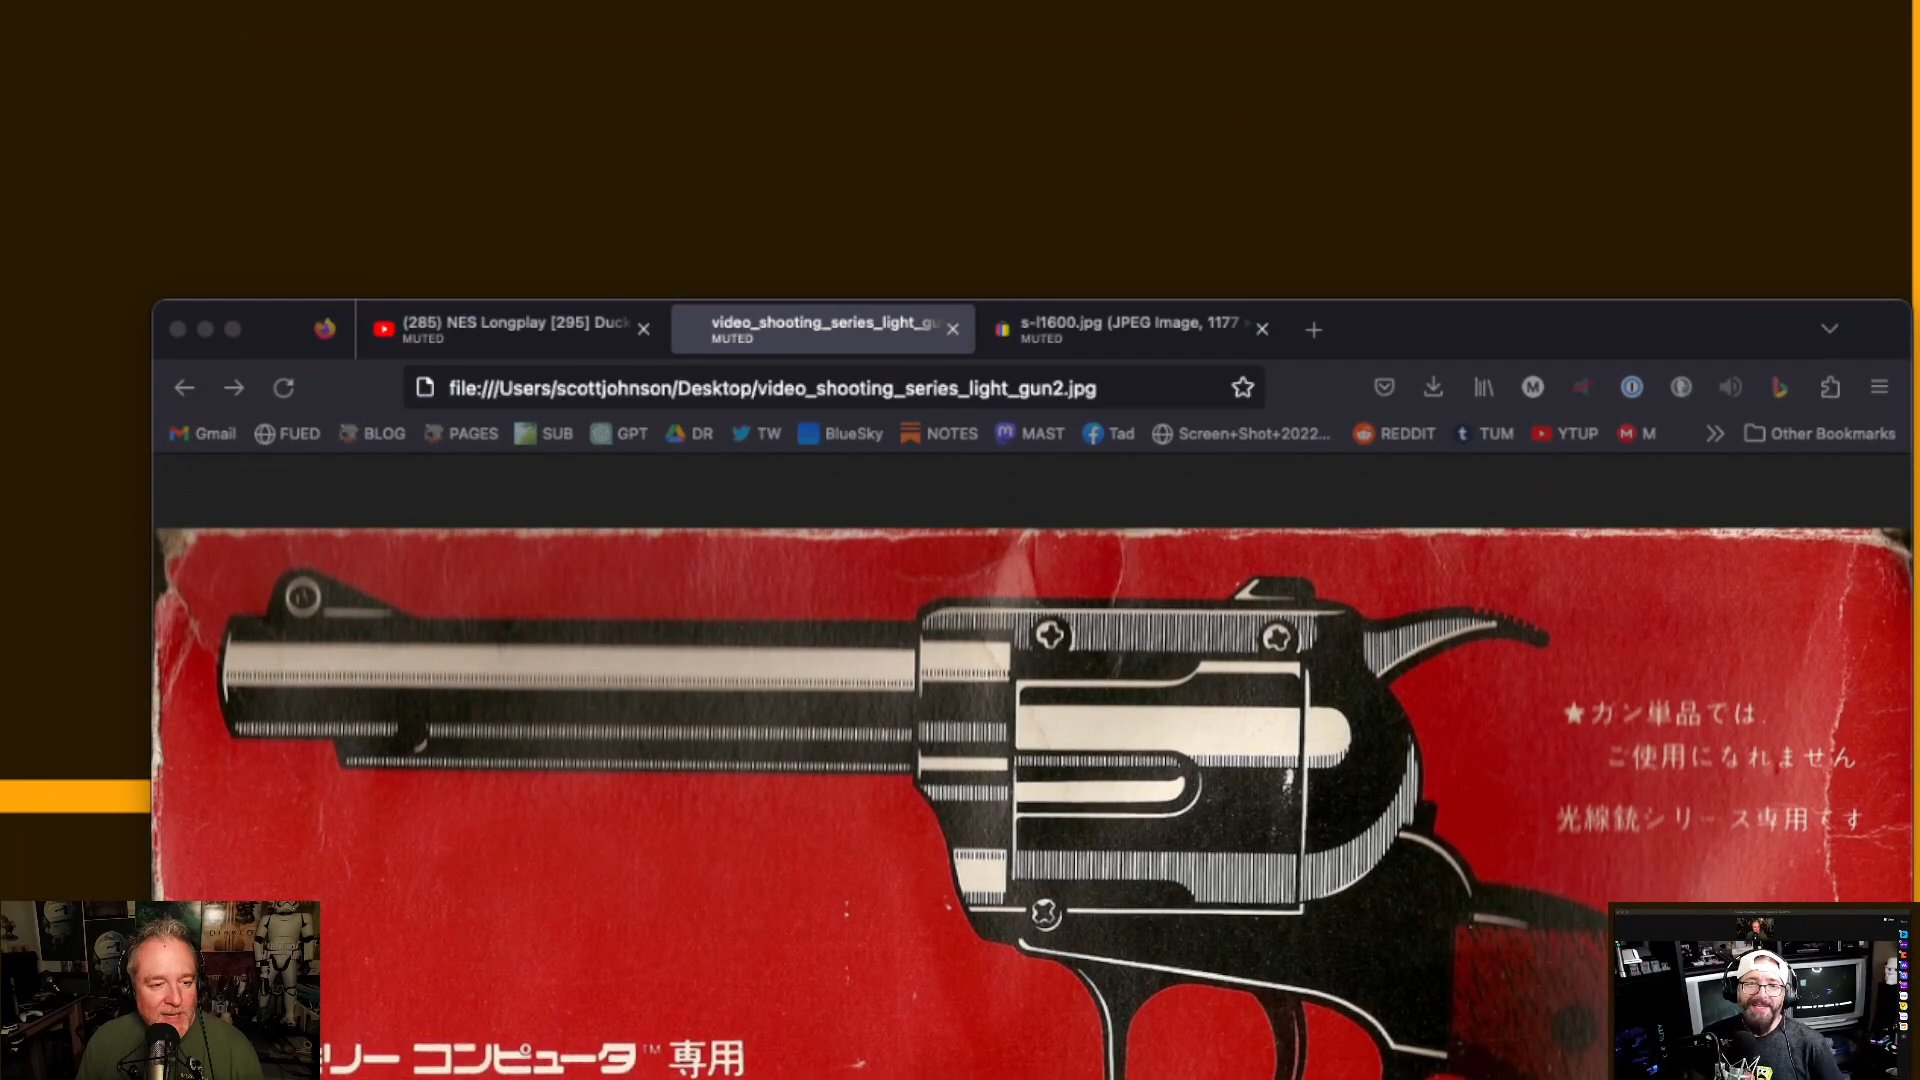 (285) NES Longplay [295] Duck
MUTED
video_shooting_series_light_gu
MUTED
s-l1600.jpg (JPEG Image, 1177
MUTED
file:///Users/scottjohnson/Desktop/video_shooting_series_light_gun2.jpg
Gmail FUED BLOG PAGES SUB GPT DR TW BlueSky NOTES MAST Tad Screen+Shot+2022... REDDIT TUM YTUP M Other Bookmarks
★ガン単品では
ご使用になれません
光線銃シリーズ専用です
リー コンピュータ™ 専用